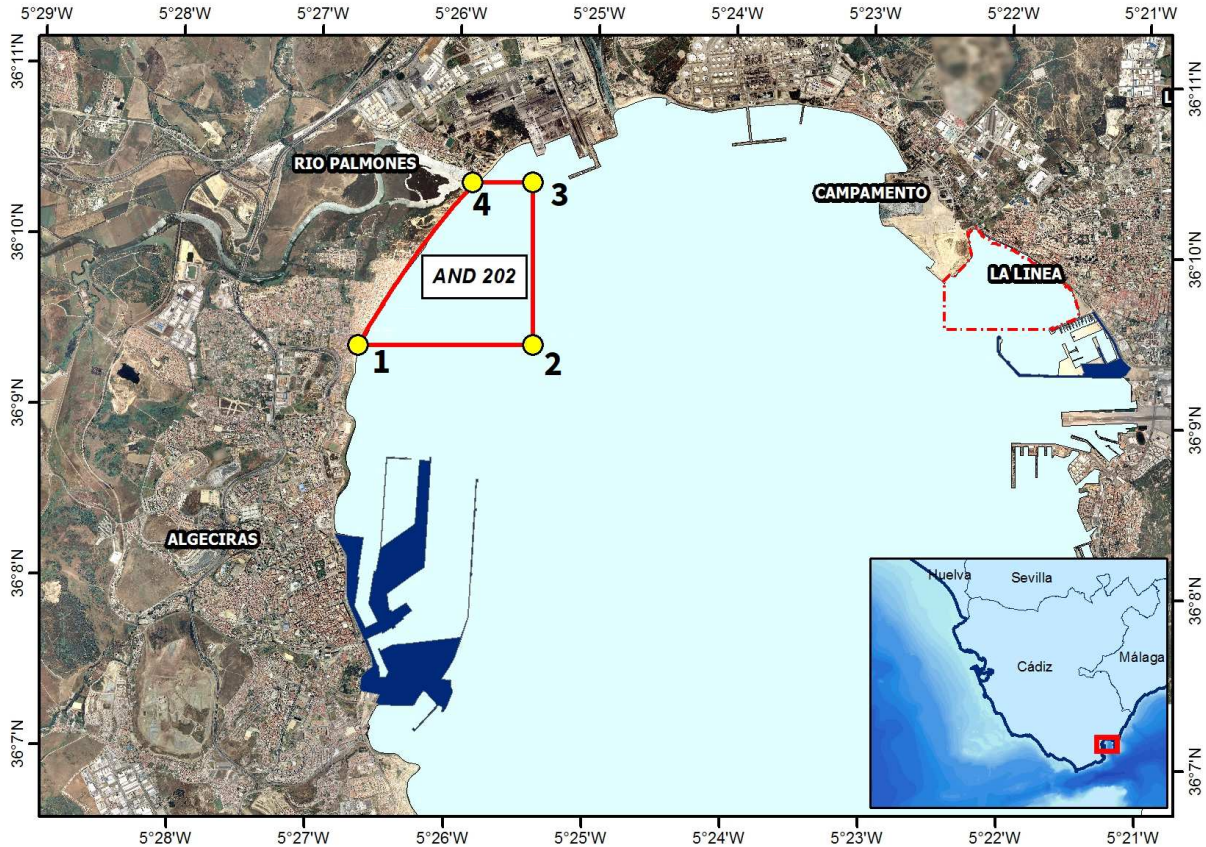 5°29'W 5°28'W 5°27'W 5°26'W 5°25'W 5°24'W 5°23'W 5°22'W 5°21'W
36°11'N
36°11'N
RIO PALMONES
4
3
CAMPAMENTO
36°10'N
36°10'N
AND 202
LA LINEA
1
2
36°9'N
36°9'N
ALGECIRAS
36°8'N
36°8'N
Huelva
Sevilla
Cádiz
Málaga
36°7'N
36°7'N
5°28'W 5°27'W 5°26'W 5°25'W 5°24'W 5°23'W 5°22'W 5°21'W